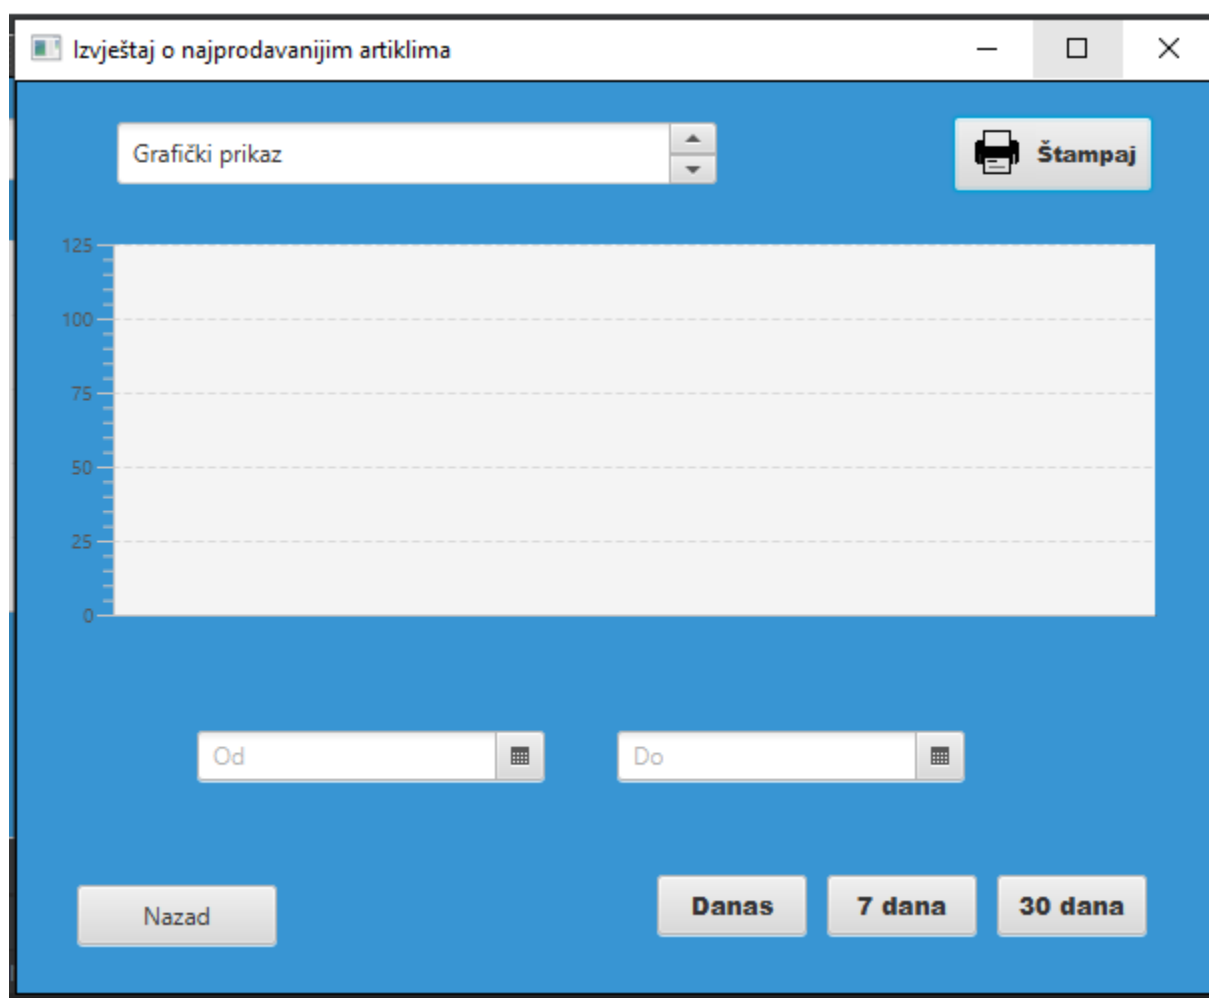 Izvještaj o najprodavanijim artiklima
Grafički prikaz
Štampaj
125
100
75
50
25
0
Od
Do
Nazad
Danas
7 dana
30 dana